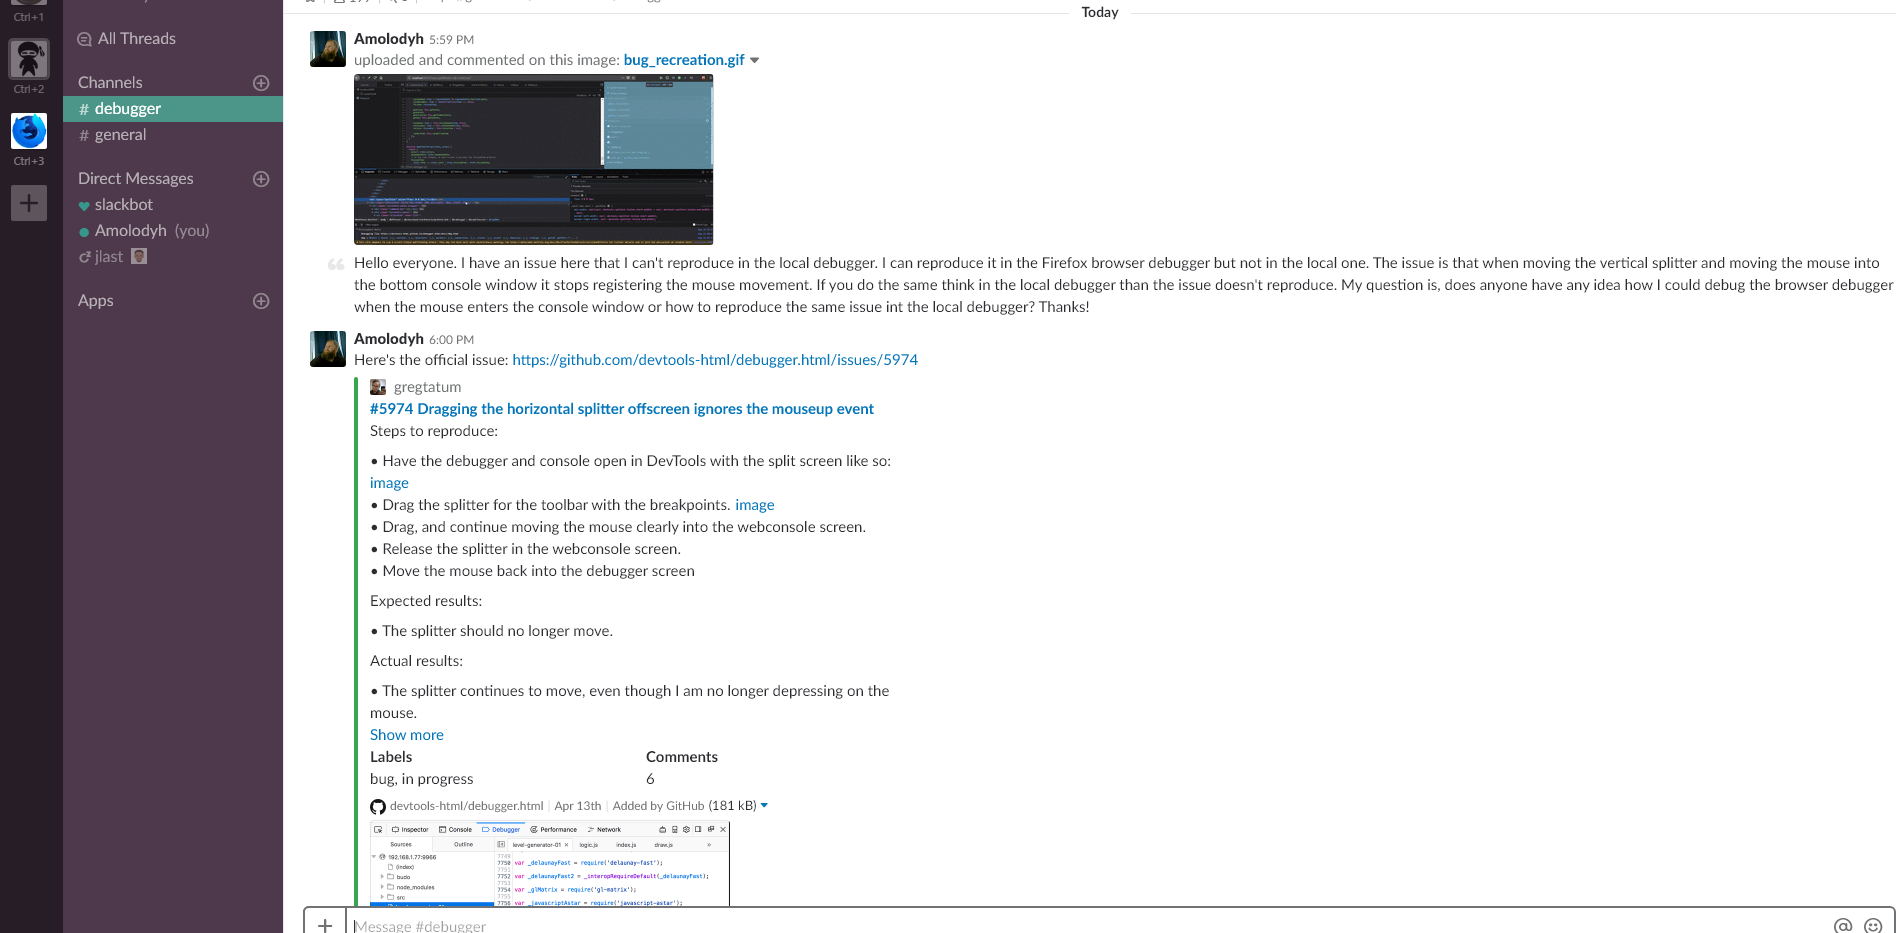 Today
Ctrl+1
Ctrl+2
Ctrl+3
All Threads
Channels
# debugger
# general
Direct Messages
slackbot
Amolodyh (you)
jlast
Apps
Amolodyh 5:59 PM
uploaded and commented on this image: bug_recreation.gif
Hello everyone. I have an issue here that I can't reproduce in the local debugger. I can reproduce it in the Firefox browser debugger but not in the local one. The issue is that when moving the vertical splitter and moving the mouse into
the bottom console window it stops registering the mouse movement. If you do the same think in the local debugger than the issue doesn't reproduce. My question is, does anyone have any idea how I could debug the browser debugger
when the mouse enters the console window or how to reproduce the same issue int the local debugger? Thanks!
Amolodyh 6:00 PM
Here's the official issue: https://github.com/devtools-html/debugger.html/issues/5974
gregtatum
#5974 Dragging the horizontal splitter offscreen ignores the mouseup event
Steps to reproduce:
• Have the debugger and console open in DevTools with the split screen like so:
image
• Drag the splitter for the toolbar with the breakpoints. image
• Drag, and continue moving the mouse clearly into the webconsole screen.
• Release the splitter in the webconsole screen.
• Move the mouse back into the debugger screen
Expected results:
• The splitter should no longer move.
Actual results:
• The splitter continues to move, even though I am no longer depressing on the
mouse.
Show more
Labels Comments
bug, in progress 6
devtools-html/debugger.html | Apr 13th | Added by GitHub (181 kB)
Inspector Console Debugger Performance Network
Sources Outline level-generator-01 × logic.js index.js draw.js »
192.168.1.77:9966
(index)
budo
node_modules
src
7749
7750 var _delaunayFast = require('delaunay-fast');
7751
7752 var _delaunayFast2 = _interopRequireDefault(_delaunayFast);
7753
7754 var _glMatrix = require('gl-matrix');
7755
7756 var _javascriptAstar = require('javascript-astar');
Message #debugger